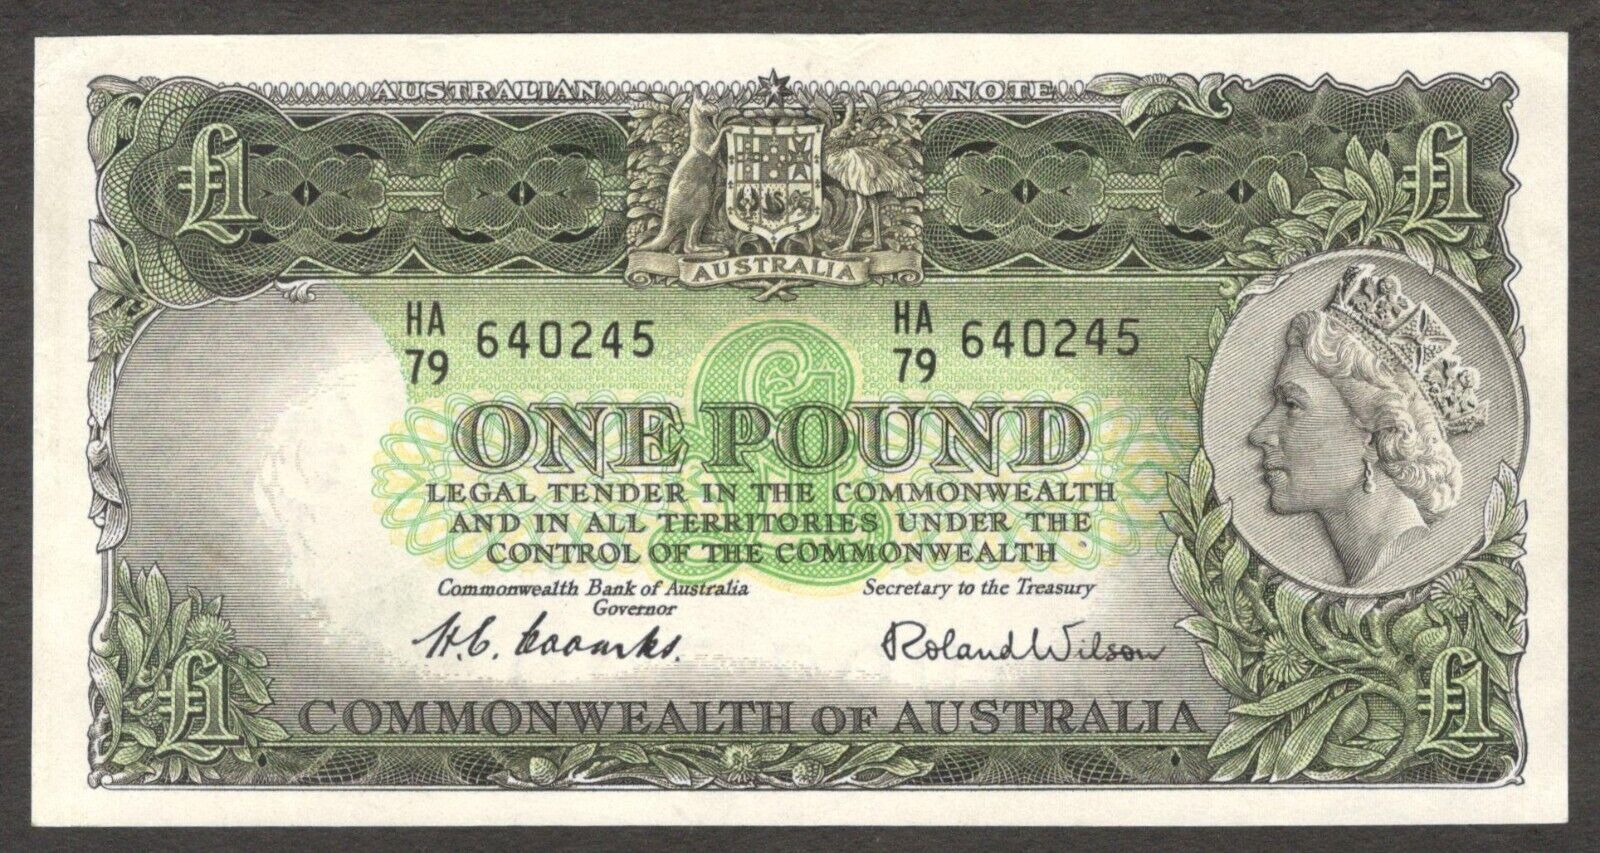 AUSTRALIAN NOTE
£1 £1
AUSTRALIA
HA 79 640245 HA 79 640245
£1
ONE POUND
LEGAL TENDER IN THE COMMONWEALTH
AND IN ALL TERRITORIES UNDER THE
CONTROL OF THE COMMONWEALTH
Commonwealth Bank of Australia
Governor
Secretary to the Treasury
H.C. Coombs.
Roland Wilson
£1 £1
COMMONWEALTH OF AUSTRALIA